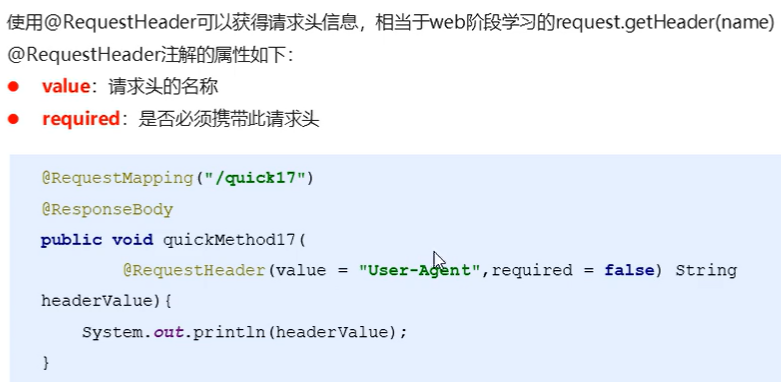 使用@RequestHeader可以获得请求头信息，相当于web阶段学习的request.getHeader(name)
@RequestHeader注解的属性如下：
● value：请求头的名称
● required：是否必须携带此请求头
@RequestMapping("/quick17")
@ResponseBody
public void quickMethod17(
@RequestHeader(value = "User-Agent",required = false) String
headerValue){
System.out.println(headerValue);
}